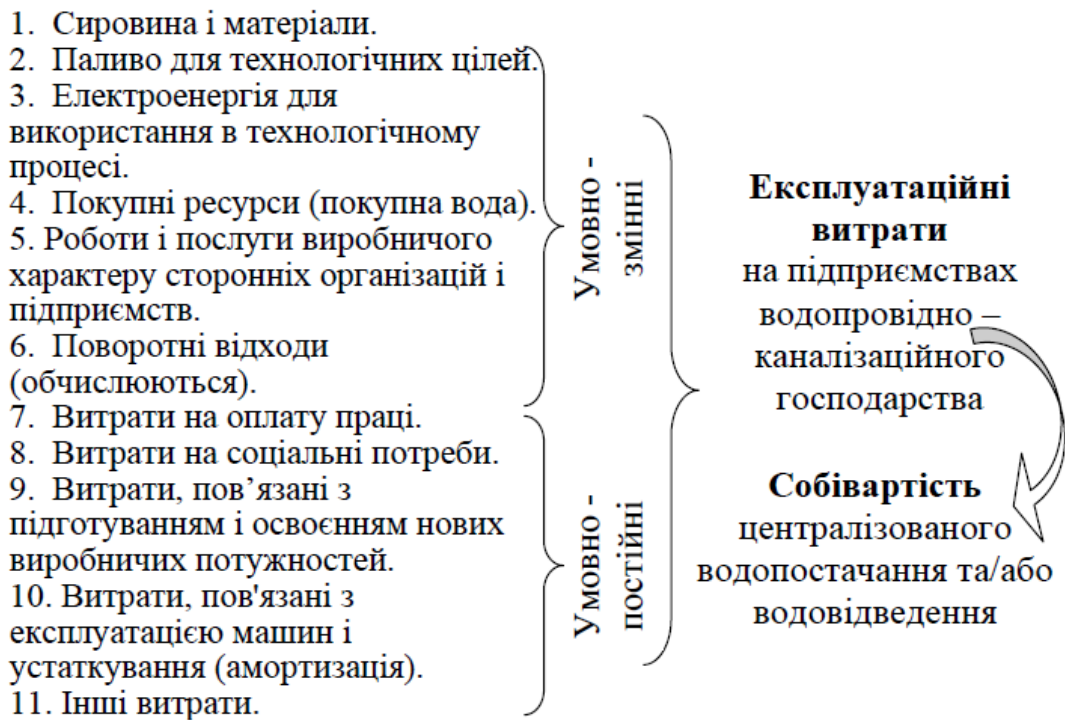 1. Сировина і матеріали.
2. Паливо для технологічних цілей.
3. Електроенергія для
використання в технологічному
процесі.
4. Покупні ресурси (покупна вода).
5. Роботи і послуги виробничого
характеру сторонніх організацій і
підприємств.
6. Поворотні відходи
(обчислюються).
7. Витрати на оплату праці.
8. Витрати на соціальні потреби.
9. Витрати, пов’язані з
підготуванням і освоєнням нових
виробничих потужностей.
10. Витрати, пов'язані з
експлуатацією машин і
устаткування (амортизація).
11. Інші витрати.
Умовно -
змінні
Умовно -
постійні
Експлуатаційні
витрати
на підприємствах
водопровідно –
каналізаційного
господарства
Собівартість
централізованого
водопостачання та/або
водовідведення